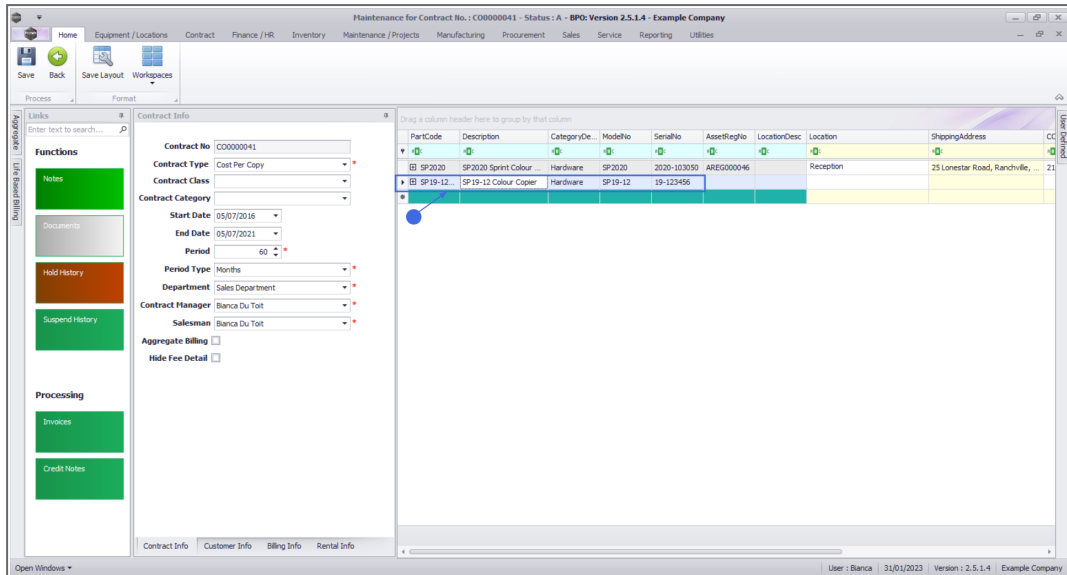 Maintenance for Contract No. : CO0000041 - Status : A - BPO: Version 2.5.1.4 - Example Company
Home Equipment / Locations Contract Finance / HR Inventory Maintenance / Projects Manufacturing Procurement Sales Service Reporting Utilities
Save Back Save Layout Workspaces
Process Format
Aggregate
Life Based Billing
Links
Enter text to search...
Functions
Notes
Documents
Hold History
Suspend History
Processing
Invoices
Credit Notes
Contract Info
Contract No CO0000041
Contract Type Cost Per Copy *
Contract Class
Contract Category
Start Date 05/07/2016
End Date 05/07/2021
Period 60 *
Period Type Months *
Department Sales Department *
Contract Manager Bianca Du Toit *
Salesman Bianca Du Toit *
Aggregate Billing
Hide Fee Detail
Contract Info Customer Info Billing Info Rental Info
Drag a column header here to group by that column
PartCode Description CategoryDe... ModelNo SerialNo AssetRegNo LocationDesc Location ShippingAddress CC
SP2020 SP2020 Sprint Colour ... Hardware SP2020 2020-103050 AREG000046 Reception 25 Lonestar Road, Ranchville, ... 21
SP19-12... SP19-12 Colour Copier Hardware SP19-12 19-123456
User Defined
Open Windows User : Bianca 31/01/2023 Version : 2.5.1.4 Example Company